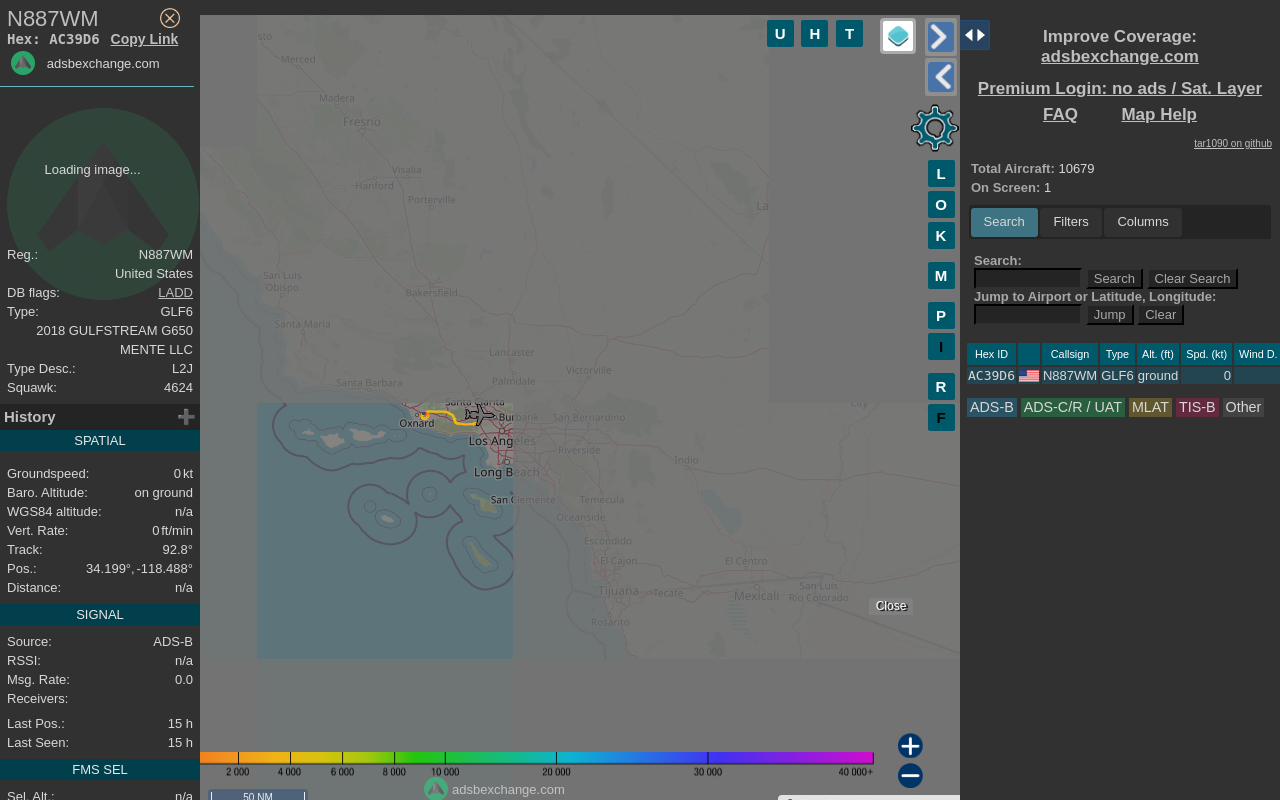 N887WM
Hex: AC39D6 Copy Link
adsbexchange.com
Loading image...
Reg.: N887WM
United States
DB flags: LADD
Type: GLF6
2018 GULFSTREAM G650
MENTE LLC
Type Desc.: L2J
Squawk: 4624
History
SPATIAL
Groundspeed: 0 kt
Baro. Altitude: on ground
WGS84 altitude: n/a
Vert. Rate: 0 ft/min
Track: 92.8°
Pos.: 34.199°, -118.488°
Distance: n/a
SIGNAL
Source: ADS-B
RSSI: n/a
Msg. Rate: 0.0
Receivers:
Last Pos.: 15 h
Last Seen: 15 h
FMS SEL
Sel. Alt.: n/a
U H T
L
O
K
M
P
I
R
F
Merced
Madera
Fresno
Visalia
Hanford
Porterville
La
San Luis
Obispo
Bakersfield
Santa Maria
Lancaster
Santa Barbara
Palmdale
Victorville
Santa Clarita
Oxnard
Burbank
San Bernardino
Los Angeles
Riverside
Long Beach
Indio
San Clemente
Temecula
Oceanside
Escondido
El Cajon
El Centro
Tijuana
Tecate
Mexicali
San Luis
Río Colorado
Rosarito
City
Close
2 000 4 000 6 000 8 000 10 000 20 000 30 000 40 000+
adsbexchange.com
50 NM
Improve Coverage:
adsbexchange.com
Premium Login: no ads / Sat. Layer
FAQ Map Help
tar1090 on github
Total Aircraft: 10679
On Screen: 1
Search Filters Columns
Search:
Search Clear Search
Jump to Airport or Latitude, Longitude:
Jump Clear
Hex ID Callsign Type Alt. (ft) Spd. (kt) Wind D.
AC39D6 N887WM GLF6 ground 0
ADS-B ADS-C/R / UAT MLAT TIS-B Other